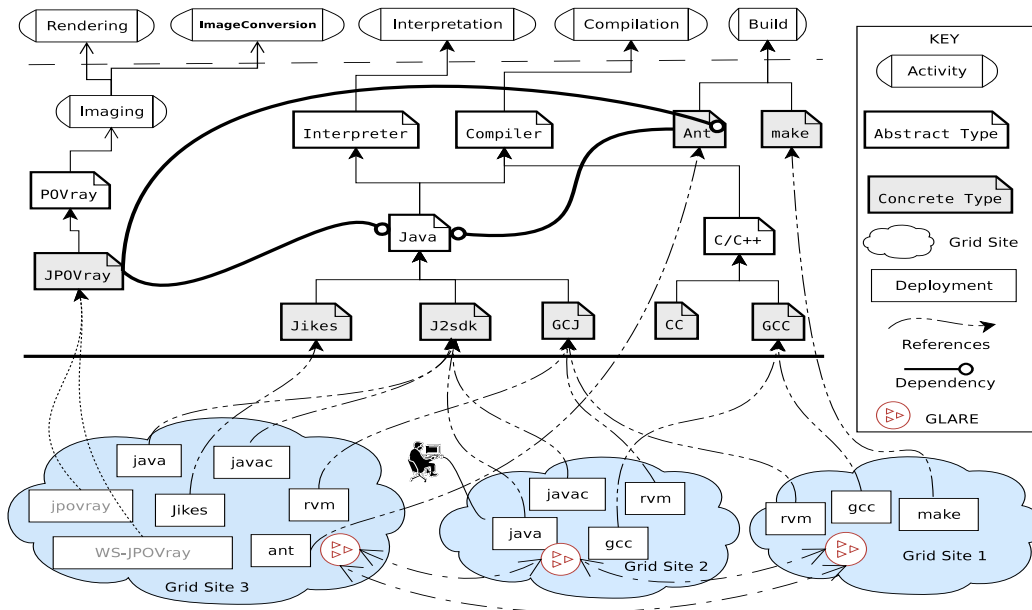 Rendering
ImageConversion
Interpretation
Compilation
Build
KEY
Activity
Imaging
Interpreter
Compiler
Ant
make
Abstract Type
POVray
Java
C/C++
Concrete Type
Grid Site
JPOVray
Deployment
Jikes
J2sdk
GCJ
CC
GCC
References
Dependency
GLARE
java
javac
jpovray
Jikes
rvm
WS-JPOVray
ant
Grid Site 3
javac
rvm
java
gcc
Grid Site 2
rvm
gcc
make
Grid Site 1